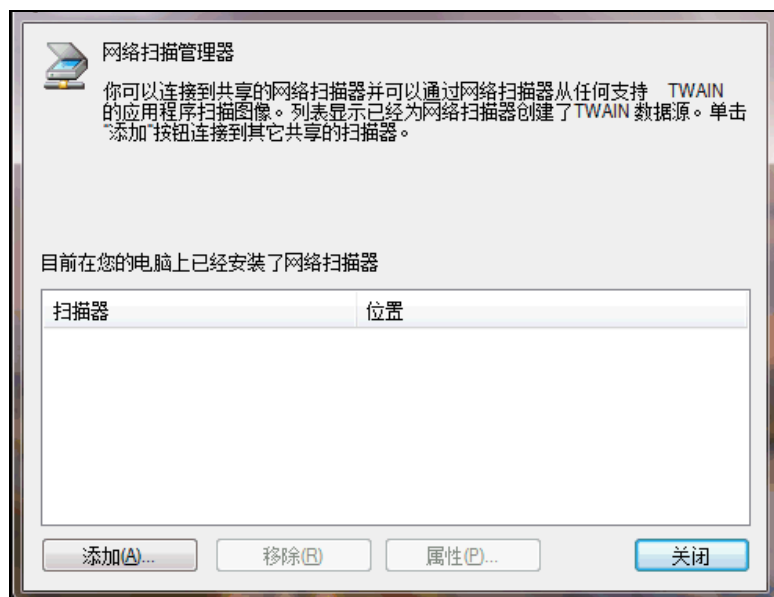 网络扫描管理器
你可以连接到共享的网络扫描器并可以通过网络扫描器从任何支持 TWAIN
的应用程序扫描图像。列表显示已经为网络扫描器创建了TWAIN 数据源。单击
"添加"按钮连接到其它共享的扫描器。
目前在您的电脑上已经安装了网络扫描器
扫描器 位置
添加(A)... 移除(R) 属性(P)... 关闭